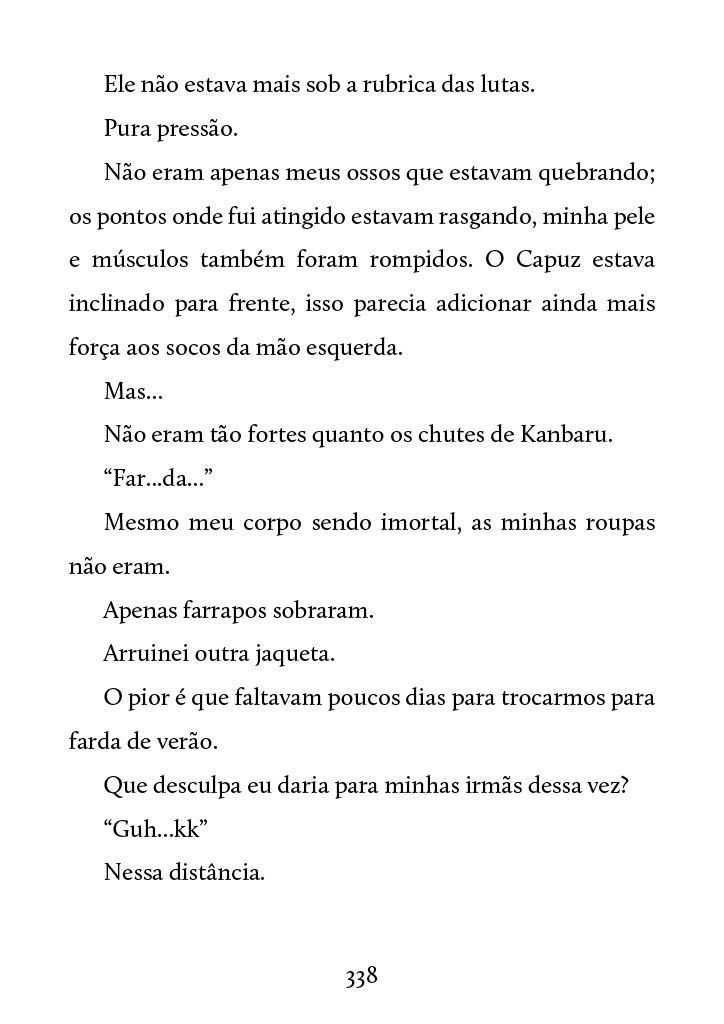 Ele não estava mais sob a rubrica das lutas.
Pura pressão.
Não eram apenas meus ossos que estavam quebrando;
os pontos onde fui atingido estavam rasgando, minha pele
e músculos também foram rompidos. O Capuz estava
inclinado para frente, isso parecia adicionar ainda mais
força aos socos da mão esquerda.
Mas...
Não eram tão fortes quanto os chutes de Kanbaru.
“Far...da...”
Mesmo meu corpo sendo imortal, as minhas roupas
não eram.
Apenas farrapos sobraram.
Arruinei outra jaqueta.
O pior é que faltavam poucos dias para trocarmos para
farda de verão.
Que desculpa eu daria para minhas irmãs dessa vez?
“Guh...kk”
Nessa distância.
338